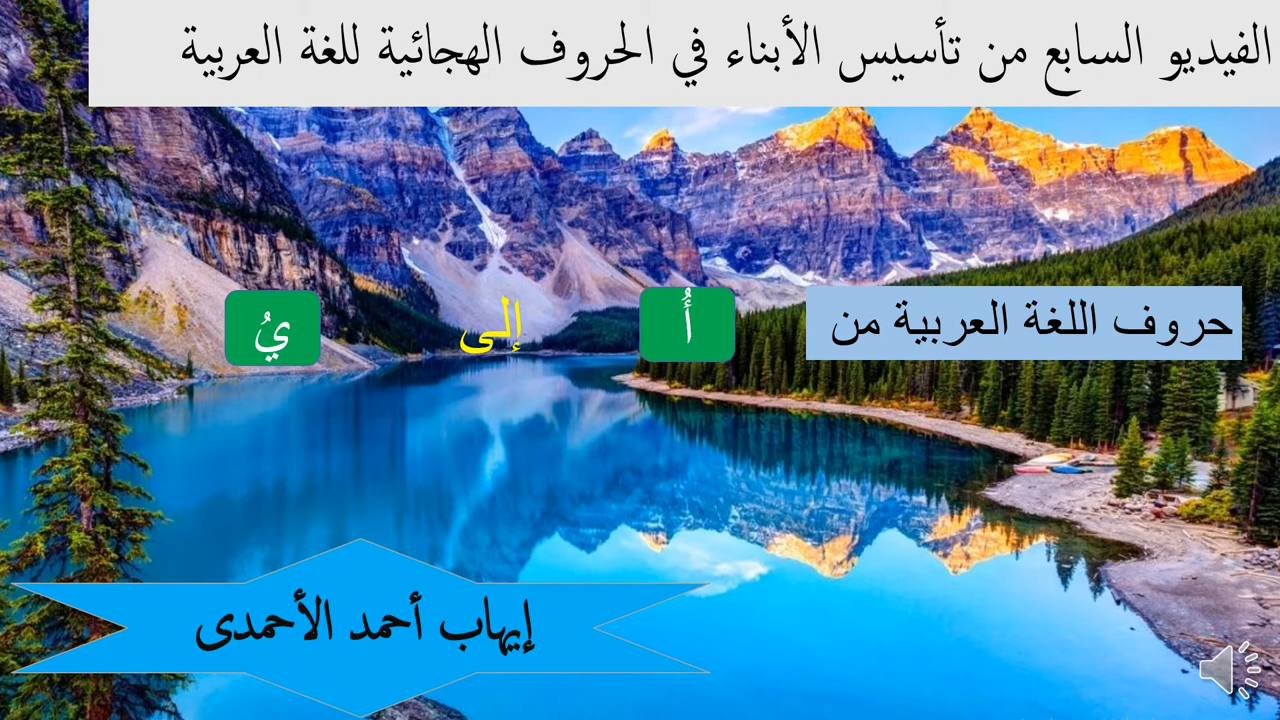 الفيديو السابع من تأسيس الأبناء في الحروف الهجائية للغة العربية
حروف اللغة العربية من أُ إلى يُ
إيهاب أحمد الأحمدى